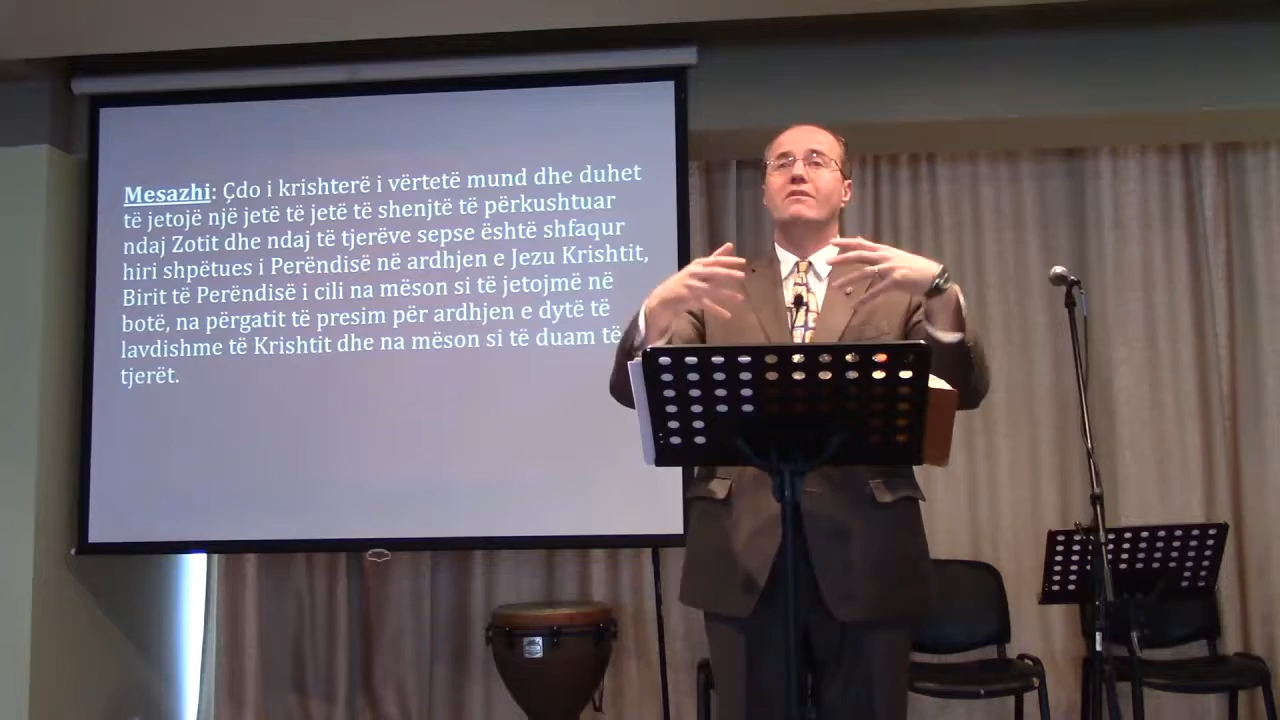 Mesazhi: Çdo i krishterë i vërtetë mund dhe duhet
të jetojë një jetë të jetë të shenjtë të përkushtuar
ndaj Zotit dhe ndaj të tjerëve sepse është shfaqur
hiri shpëtues i Perëndisë në ardhjen e Jezu Krishtit,
Birit të Perëndisë i cili na mëson si të jetojmë në
botë, na përgatit të presim për ardhjen e dytë të
lavdishme të Krishtit dhe na mëson si të duam të
tjerët.